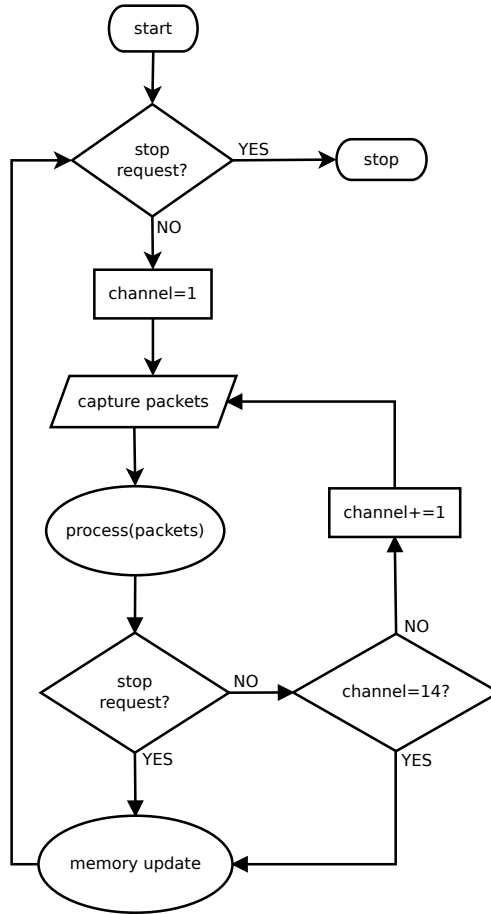 start
stop
request?
YES
stop
NO
channel=1
capture packets
channel+=1
process(packets)
NO
stop
request?
NO
channel=14?
YES
YES
memory update